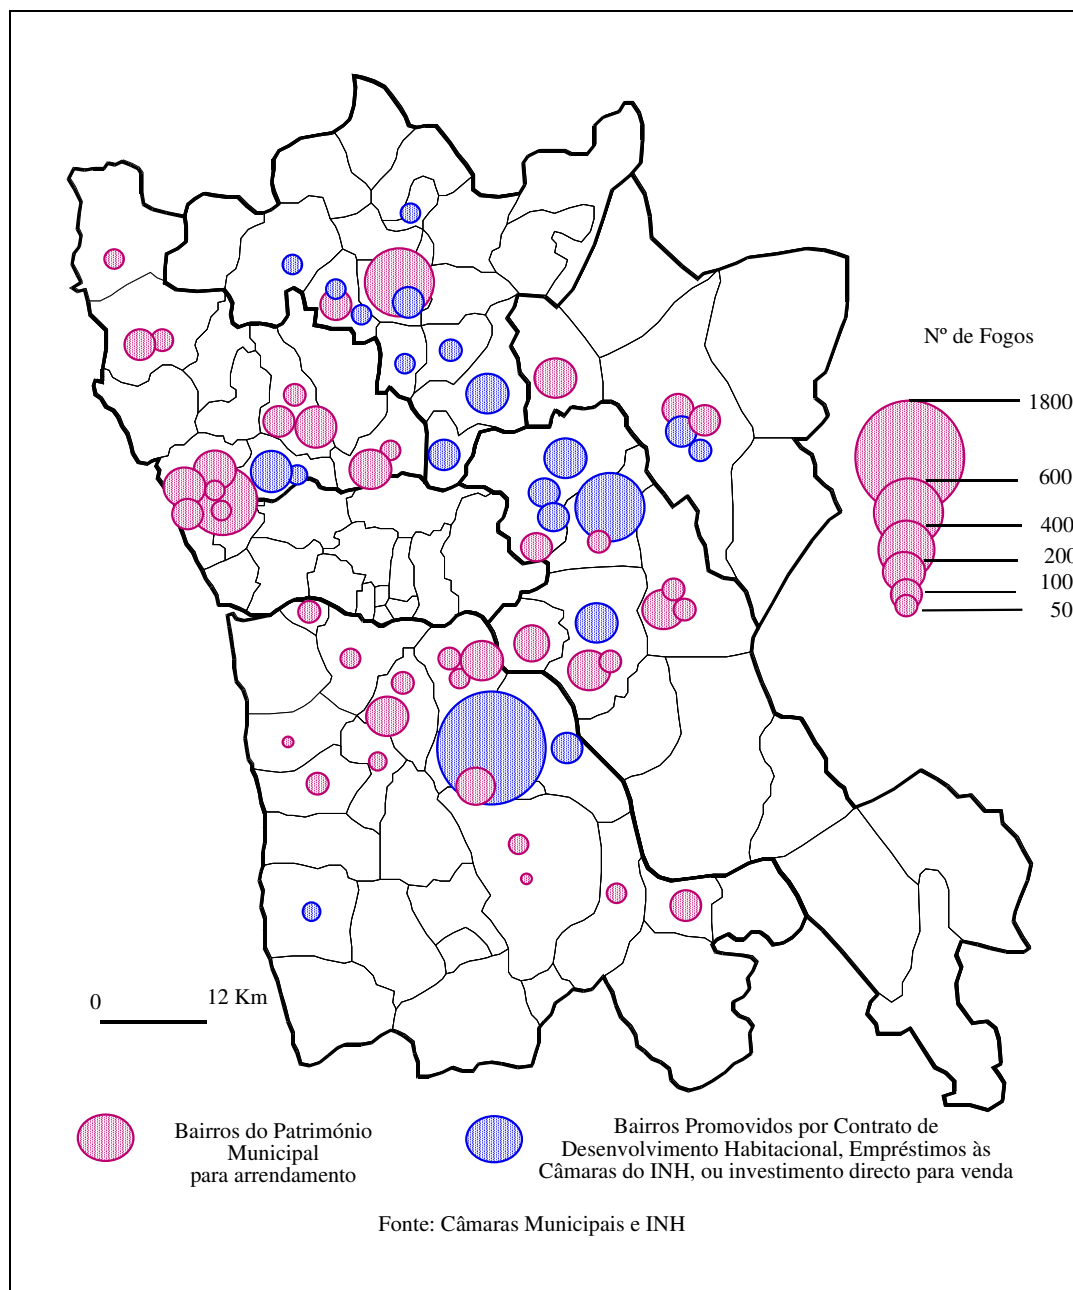 Nº de Fogos
1800
600
400
200
100
50
0
12 Km
Bairros do Património
Municipal
para arrendamento
Bairros Promovidos por Contrato de
Desenvolvimento Habitacional, Empréstimos às
Câmaras do INH, ou investimento directo para venda
Fonte: Câmaras Municipais e INH